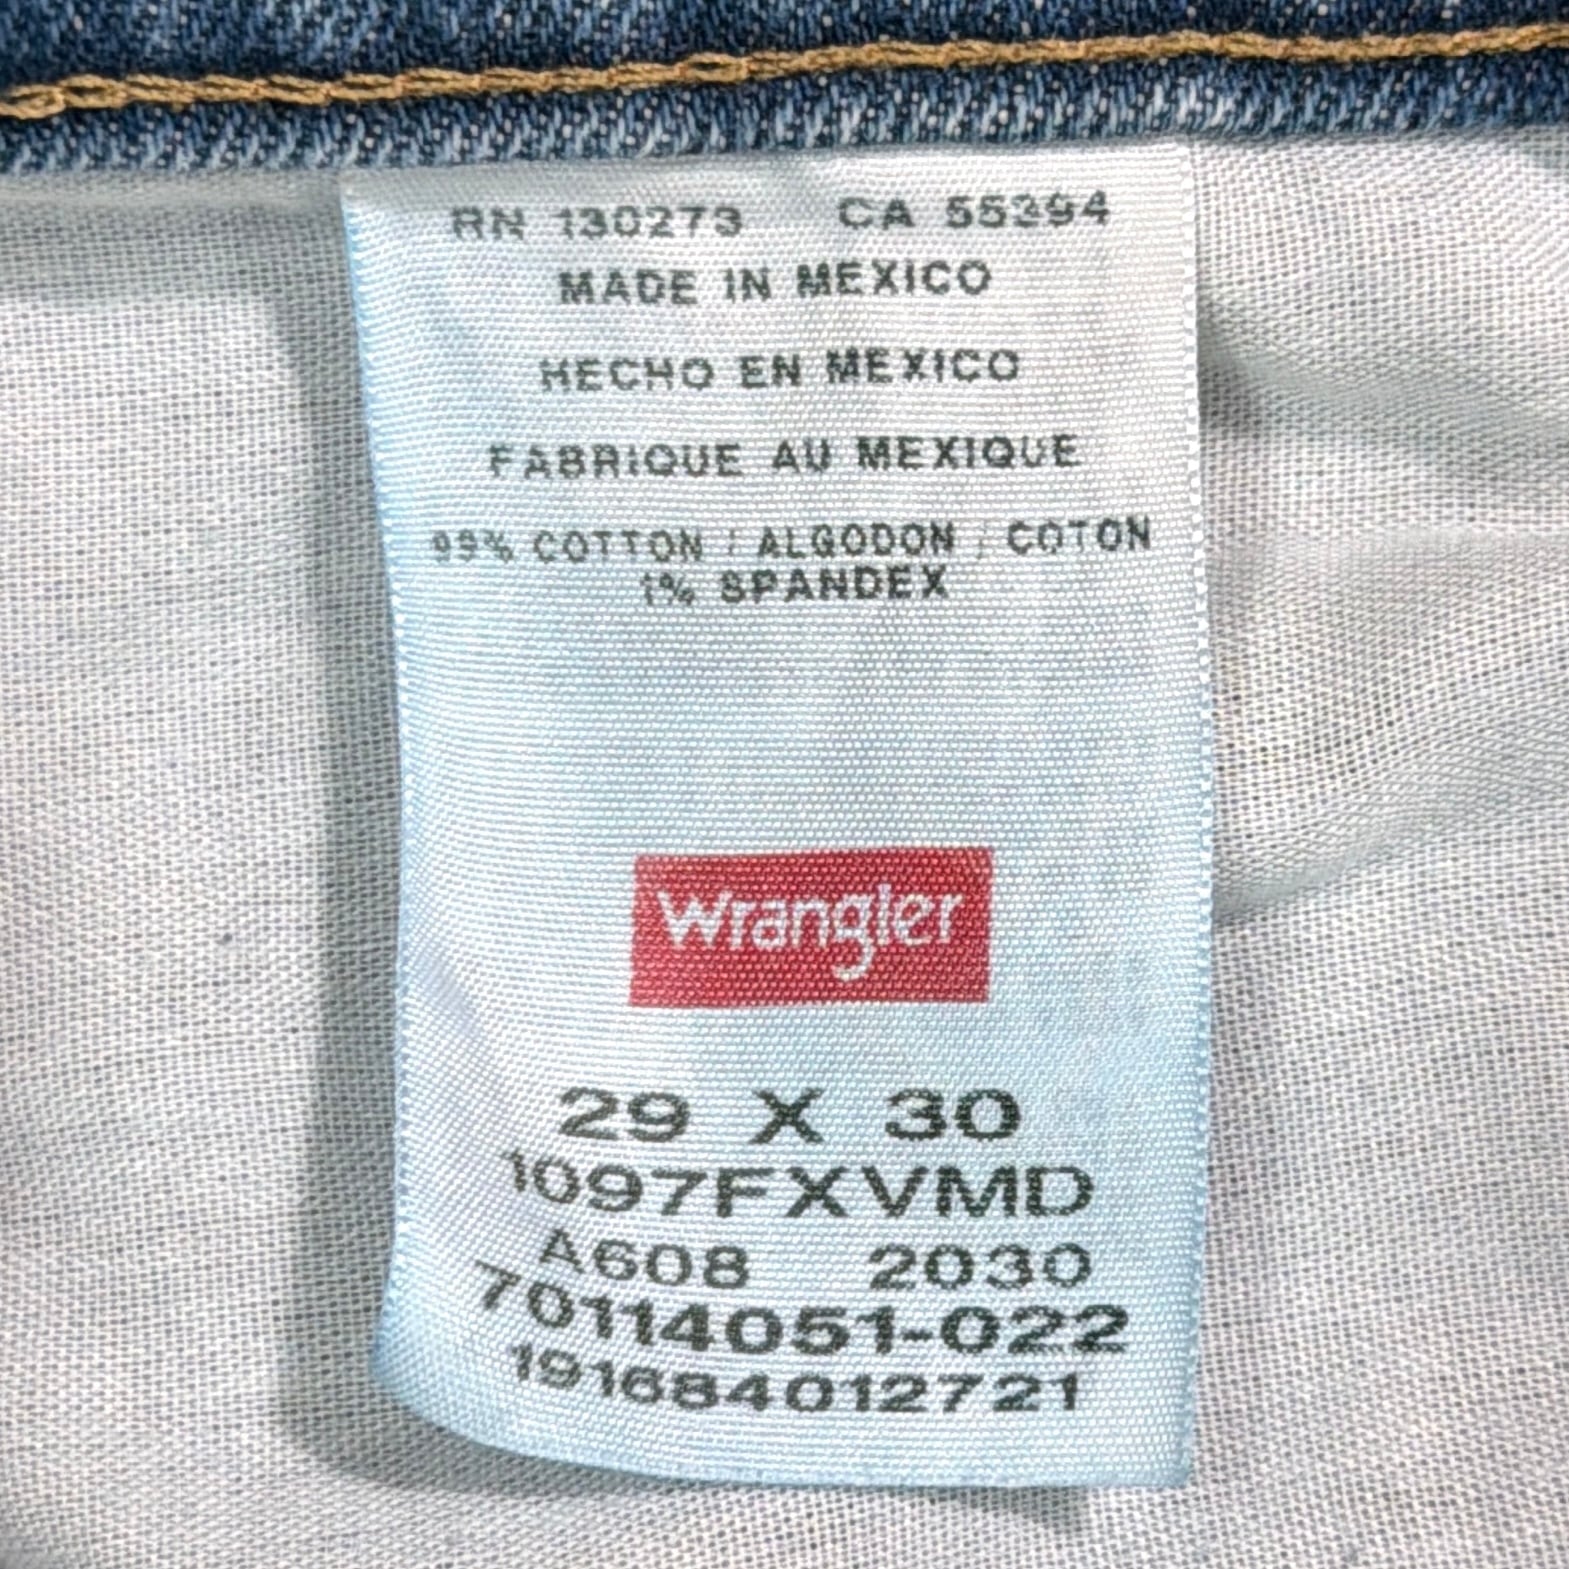 RN 130273 CA 55394
MADE IN MEXICO
HECHO EN MEXICO
FABRIQUE AU MEXIQUE
99% COTTON / ALGODON / COTON
1% SPANDEX
Wrangler
29 X 30
1097FXVMD
A608 2030
70114051-022
191684012721